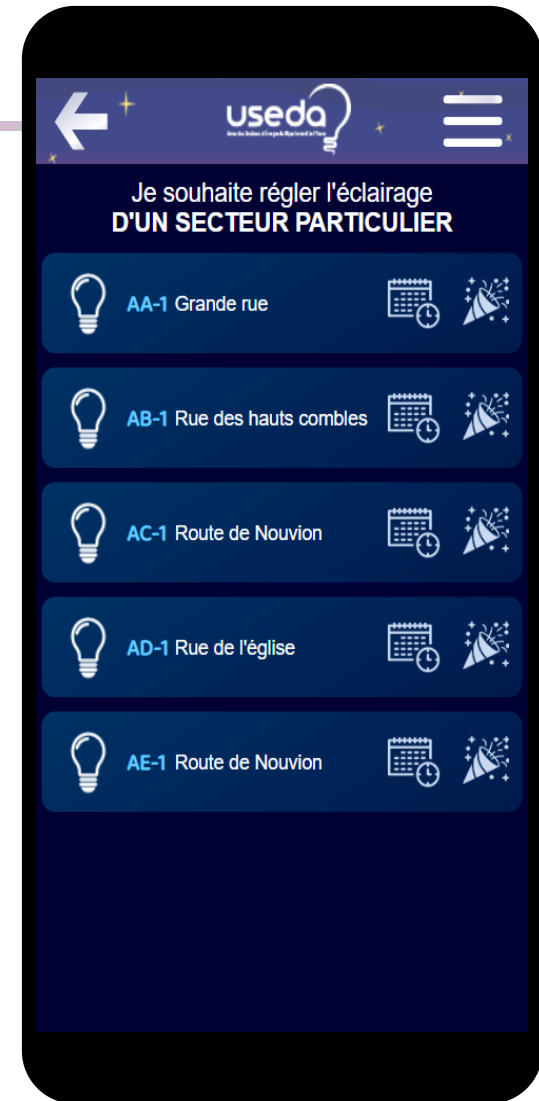 useda
Je souhaite régler l'éclairage
D'UN SECTEUR PARTICULIER
AA-1 Grande rue
AB-1 Rue des hauts combles
AC-1 Route de Nouvion
AD-1 Rue de l'église
AE-1 Route de Nouvion